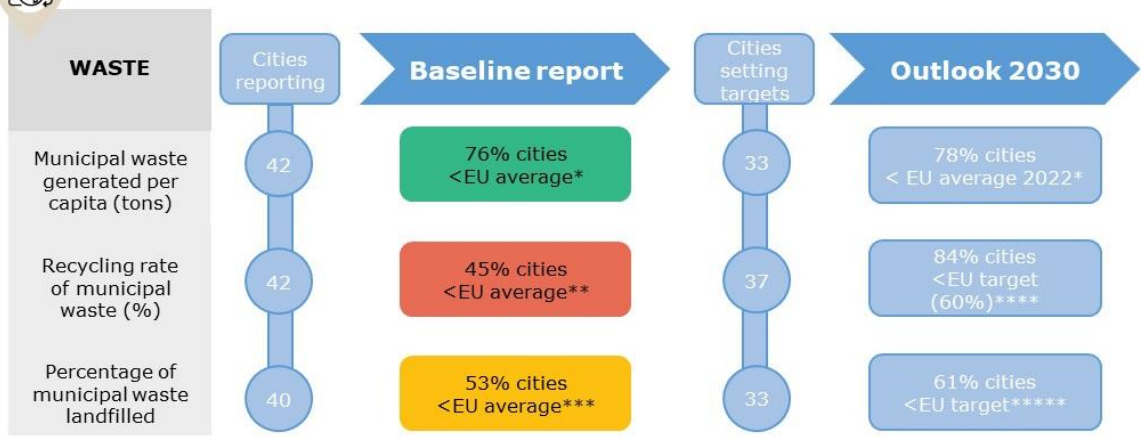 WASTE
Cities
reporting
Baseline report
Cities
setting
targets
Outlook 2030
Municipal waste
generated per
capita (tons)
42
76% cities
<EU average*
33
78% cities
< EU average 2022*
Recycling rate
of municipal
waste (%)
42
45% cities
<EU average**
37
84% cities
<EU target
(60%)****
Percentage of
municipal waste
landfilled
40
53% cities
<EU average***
33
61% cities
<EU target*****